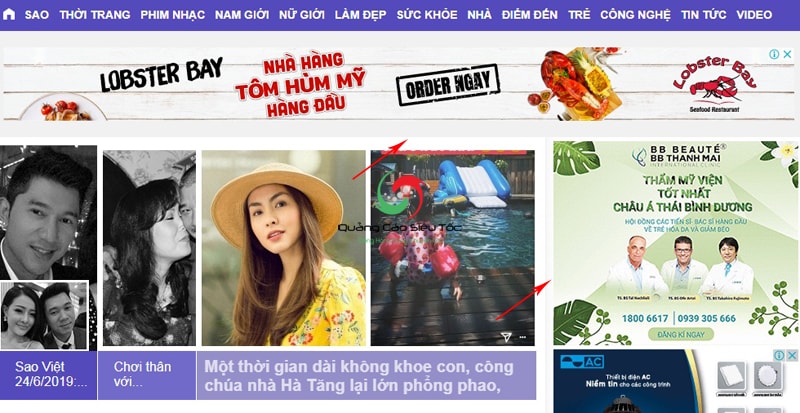 SAO THỜI TRANG PHIM NHẠC NAM GIỚI NỮ GIỚI LÀM ĐẸP SỨC KHỎE NHÀ ĐIỂM ĐẾN TRẺ CÔNG NGHỆ TIN TỨC VIDEO
LOBSTER BAY
NHÀ HÀNG
TÔM HÙM MỸ
HÀNG ĐẦU
ORDER NGAY
Lobster Bay
Seafood Restaurant
Quảng Cáo Siêu Tốc
BB BEAUTÉ
BB THANH MAI
INTERNATIONAL CLINIC
THẨM MỸ VIỆN
TỐT NHẤT
CHÂU Á THÁI BÌNH DƯƠNG
HỘI ĐỒNG CÁC TIẾN SĨ BÁC SĨ HÀNG ĐẦU
VỀ TRẺ HÓA DA VÀ GIẢM BÉO
1800 6617 | 0939 305 666
ĐĂNG KÍ NGAY
Sao Việt
24/6/2019:...
Chơi thân
với...
Một thời gian dài không khoe con, công
chúa nhà Hà Tăng lại lớn phổng phao,
AC
Thiết bị điện AC
Niềm tin cho các công trình